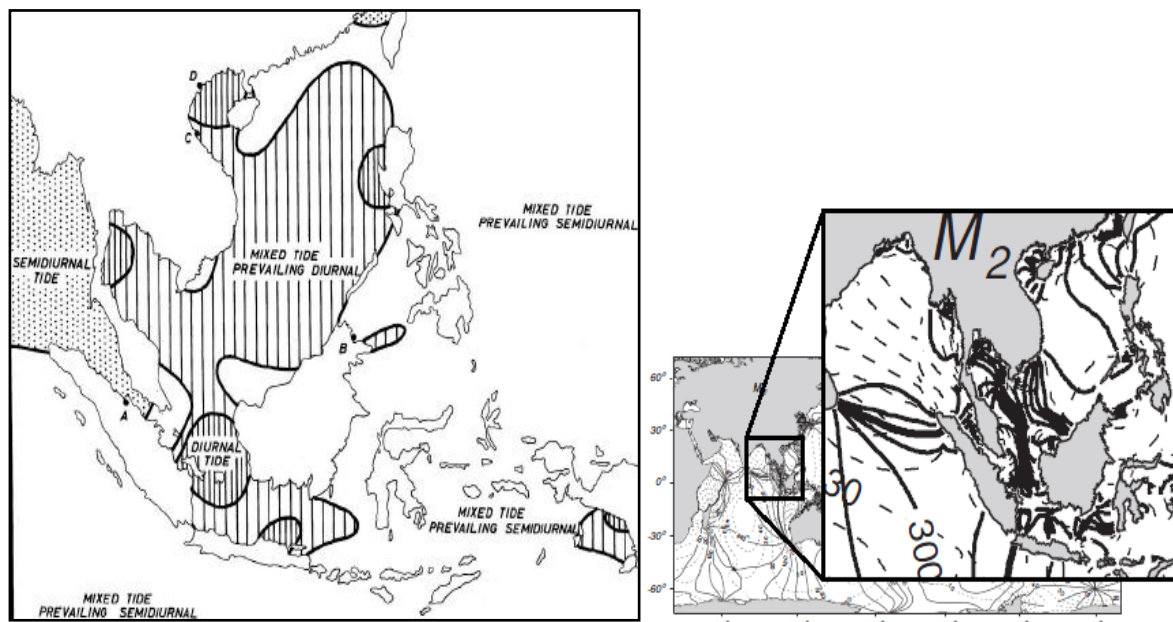 D
C
SEMIDIURNAL
TIDE
MIXED TIDE
PREVAILING DIURNAL
MIXED TIDE
PREVAILING SEMIDIURNAL
B
A
DIURNAL
TIDE
MIXED TIDE
PREVAILING SEMIDIURNAL
MIXED TIDE
PREVAILING SEMIDIURNAL
M2
30
300
60°
30°
0°
-30°
-60°